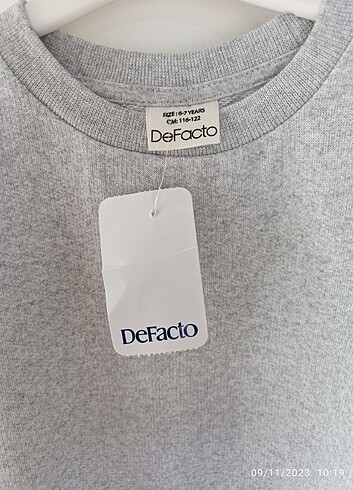 SIZE: 6-7 YEARS
CM: 116-122
DeFacto
DeFacto
09/11/2023 10:19